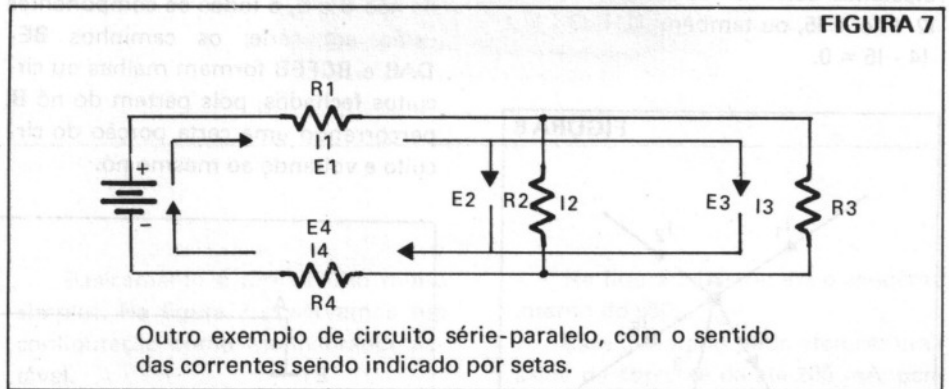 FIGURA 7
R1
I1
E1
+
−
E2 R2 I2
E3 I3 R3
E4
I4
R4
Outro exemplo de circuito série-paralelo, com o sentido
das correntes sendo indicado por setas.